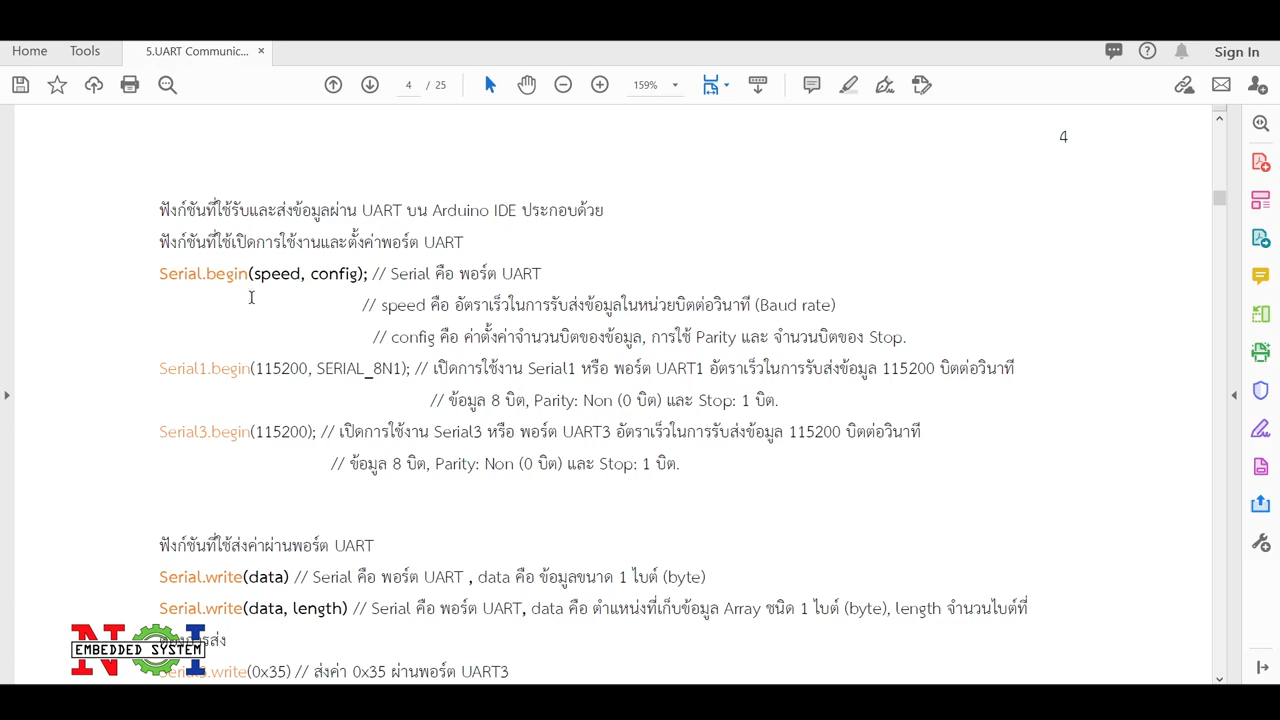 Home Tools 5.UART Communic... × Sign In
4 / 25 159%
4
ฟังก์ชันที่ใช้รับและส่งข้อมูลผ่าน UART บน Arduino IDE ประกอบด้วย
ฟังก์ชันที่ใช้เปิดการใช้งานและตั้งค่าพอร์ต UART
Serial.begin(speed, config); // Serial คือ พอร์ต UART
// speed คือ อัตราเร็วในการรับส่งข้อมูลในหน่วยบิตต่อวินาที (Baud rate)
// config คือ ค่าตั้งค่าจำนวนบิตของข้อมูล, การใช้ Parity และ จำนวนบิตของ Stop.
Serial1.begin(115200, SERIAL_8N1); // เปิดการใช้งาน Serial1 หรือ พอร์ต UART1 อัตราเร็วในการรับส่งข้อมูล 115200 บิตต่อวินาที
// ข้อมูล 8 บิต, Parity: Non (0 บิต) และ Stop: 1 บิต.
Serial3.begin(115200); // เปิดการใช้งาน Serial3 หรือ พอร์ต UART3 อัตราเร็วในการรับส่งข้อมูล 115200 บิตต่อวินาที
// ข้อมูล 8 บิต, Parity: Non (0 บิต) และ Stop: 1 บิต.
ฟังก์ชันที่ใช้ส่งค่าผ่านพอร์ต UART
Serial.write(data) // Serial คือ พอร์ต UART , data คือ ข้อมูลขนาด 1 ไบต์ (byte)
Serial.write(data, length) // Serial คือ พอร์ต UART, data คือ ตำแหน่งที่เก็บข้อมูล Array ชนิด 1 ไบต์ (byte), length จำนวนไบต์ที่
ต้องการส่ง
N I
EMBEDDED SYSTEM
Serial3.write(0x35) // ส่งค่า 0x35 ผ่านพอร์ต UART3